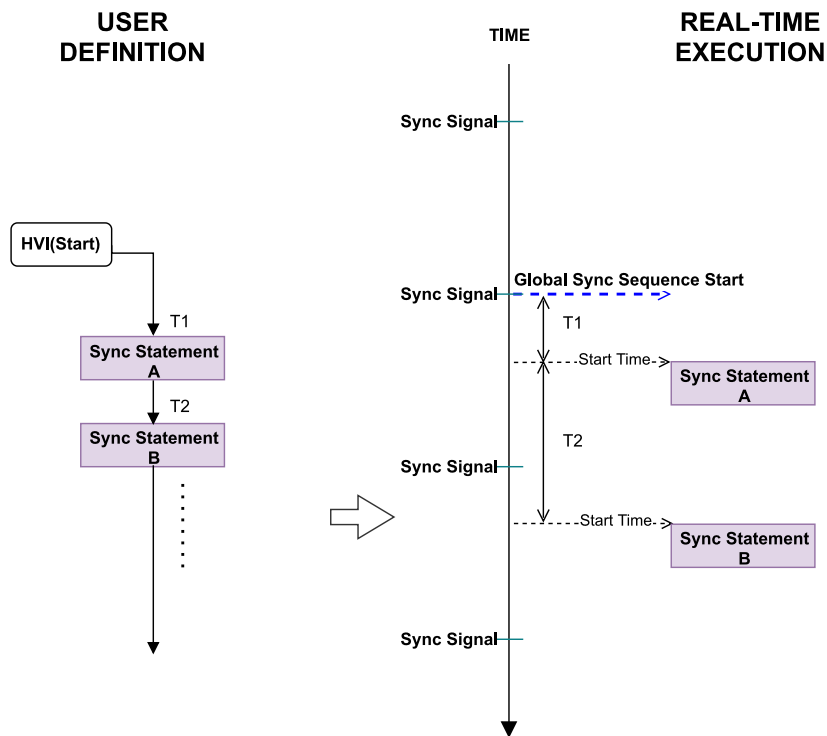 USER
DEFINITION
HVI(Start)
T1
Sync Statement
A
T2
Sync Statement
B
TIME
REAL-TIME
EXECUTION
Sync Signal
Sync Signal
Global Sync Sequence Start
T1
Start Time
Sync Statement
A
T2
Sync Signal
Start Time
Sync Statement
B
Sync Signal